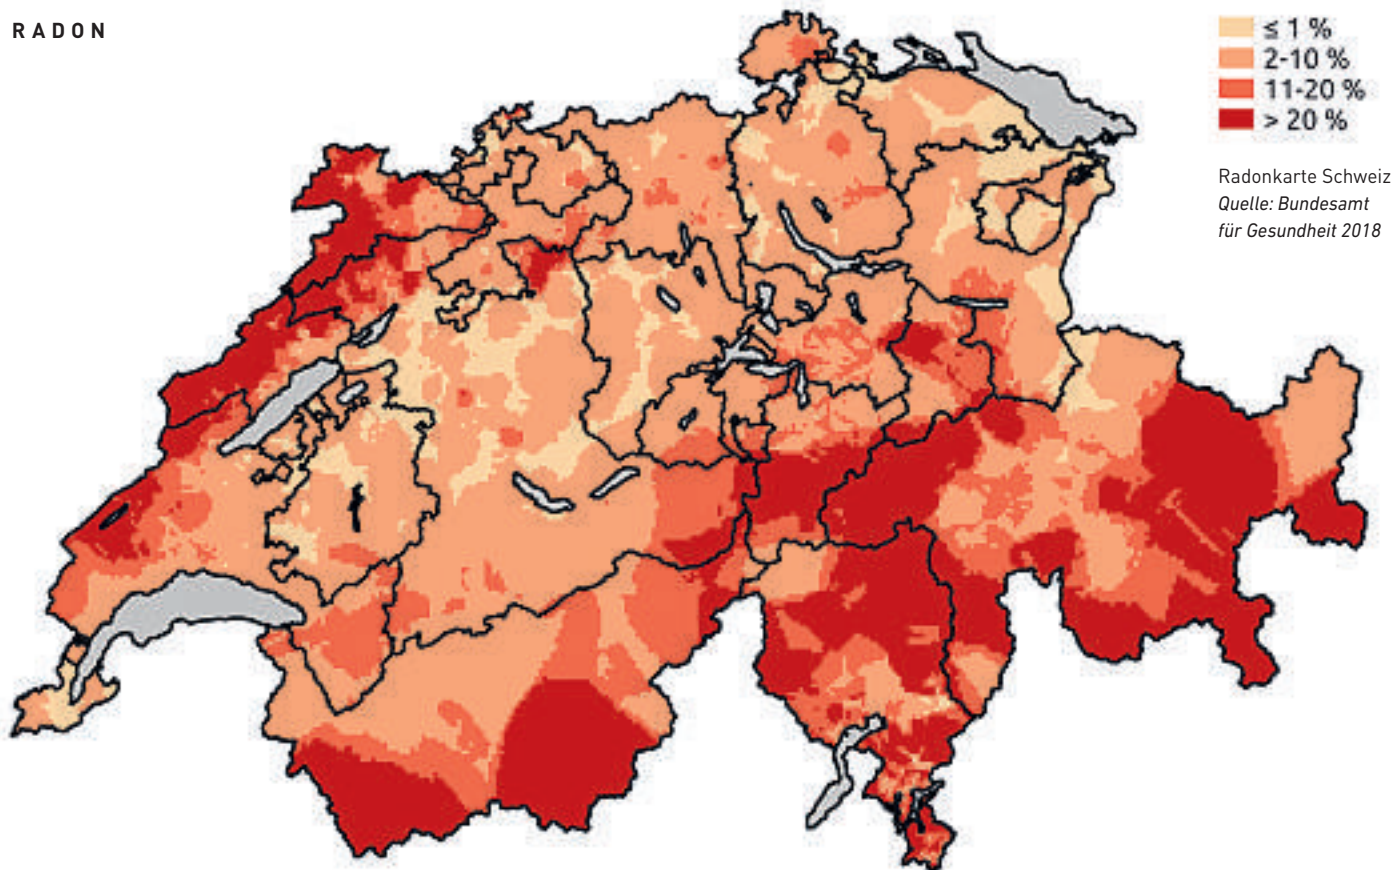 RADON
≤ 1 %
2-10 %
11-20 %
> 20 %
Radonkarte Schweiz
Quelle: Bundesamt
für Gesundheit 2018